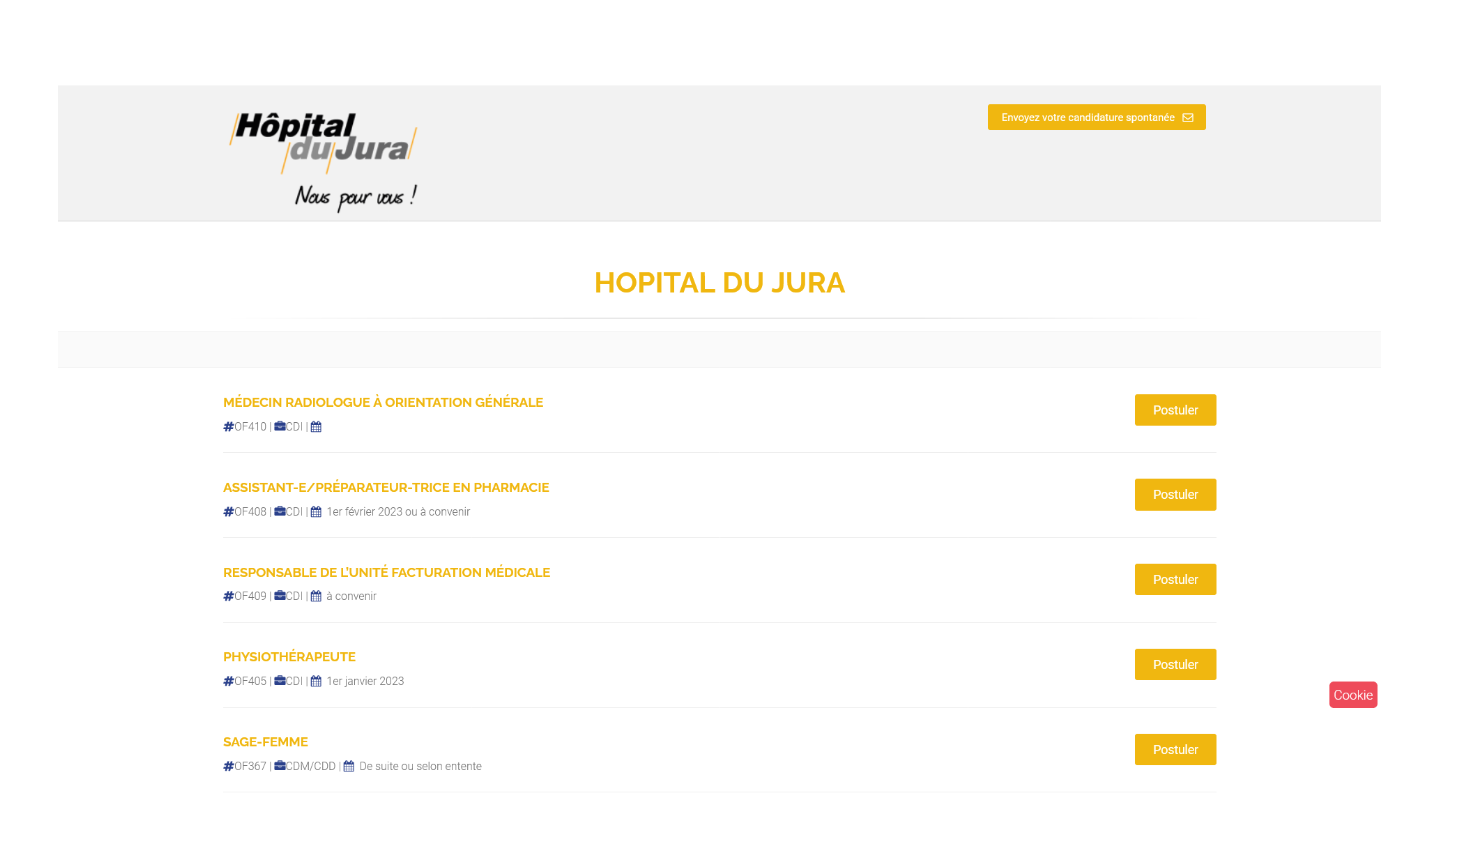 Hôpital
du Jura
Nous pour vous !
Envoyez votre candidature spontanée
HOPITAL DU JURA
MÉDECIN RADIOLOGUE À ORIENTATION GÉNÉRALE
#OF410 | CDI |
Postuler
ASSISTANT-E/PRÉPARATEUR-TRICE EN PHARMACIE
#OF408 | CDI | 1er février 2023 ou à convenir
Postuler
RESPONSABLE DE L'UNITÉ FACTURATION MÉDICALE
#OF409 | CDI | à convenir
Postuler
PHYSIOTHÉRAPEUTE
#OF405 | CDI | 1er janvier 2023
Postuler
Cookie
SAGE-FEMME
#OF367 | CDM/CDD | De suite ou selon entente
Postuler